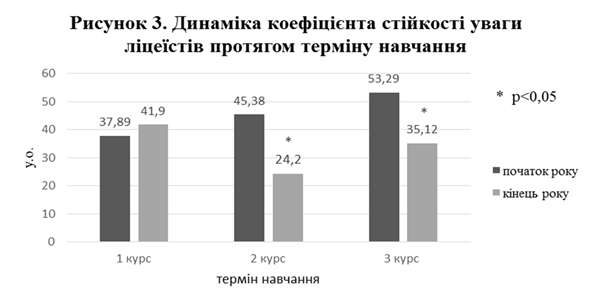 Рисунок 3. Динаміка коефіцієнта стійкості уваги
ліцеїстів протягом терміну навчання
60
50
40
30
20
10
0
у.о.
37,89
41,9
45,38
*
24,2
53,29
*
35,12
1 курс
2 курс
3 курс
термін навчання
* p<0,05
початок року
кінець року